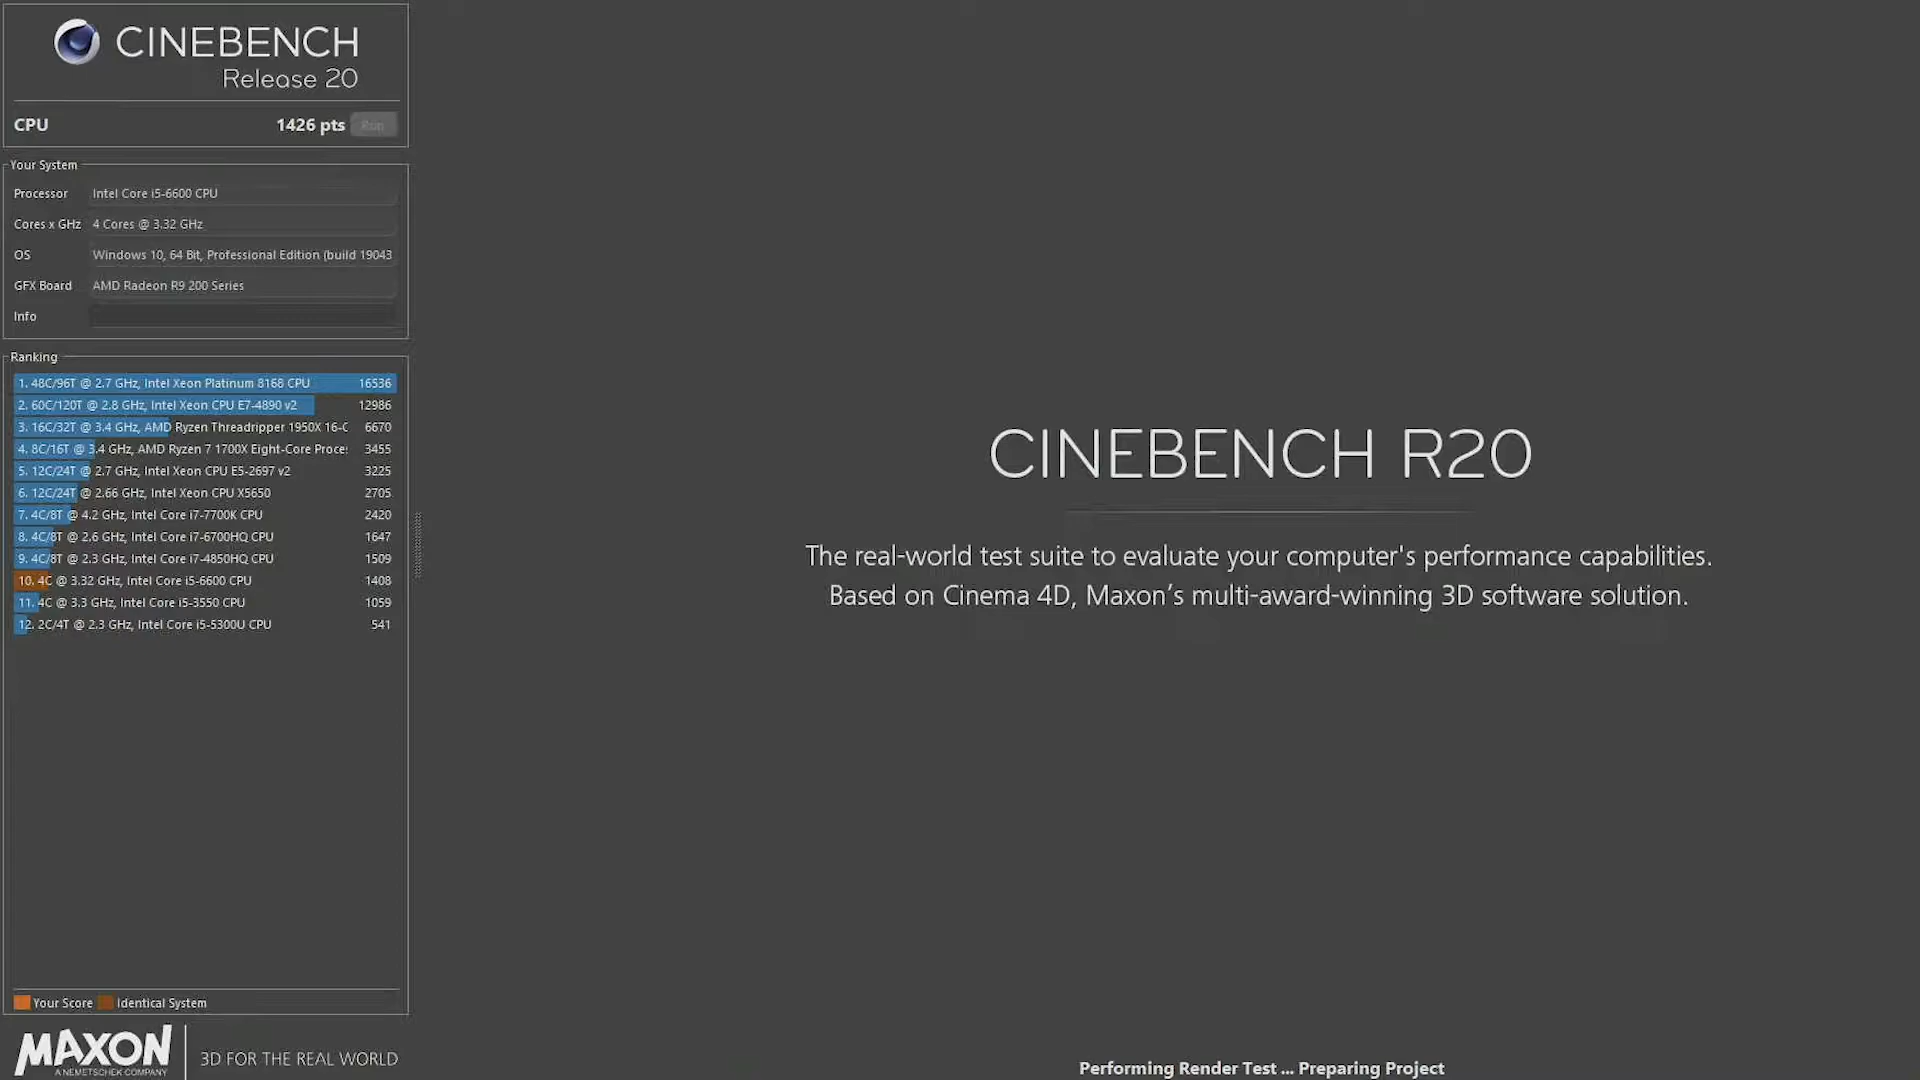 CINEBENCH
Release 20
CPU 1426 pts Run
Your System
Processor Intel Core i5-6600 CPU
Cores x GHz 4 Cores @ 3.32 GHz
OS Windows 10, 64 Bit, Professional Edition (build 19043
GFX Board AMD Radeon R9 200 Series
Info
Ranking
1. 48C/96T @ 2.7 GHz, Intel Xeon Platinum 8168 CPU 16536
2. 60C/120T @ 2.8 GHz, Intel Xeon CPU E7-4890 v2 12986
3. 16C/32T @ 3.4 GHz, AMD Ryzen Threadripper 1950X 16-C 6670
4. 8C/16T @ 3.4 GHz, AMD Ryzen 7 1700X Eight-Core Proce: 3455
5. 12C/24T @ 2.7 GHz, Intel Xeon CPU E5-2697 v2 3225
6. 12C/24T @ 2.66 GHz, Intel Xeon CPU X5650 2705
7. 4C/8T @ 4.2 GHz, Intel Core i7-7700K CPU 2420
8. 4C/8T @ 2.6 GHz, Intel Core i7-6700HQ CPU 1647
9. 4C/8T @ 2.3 GHz, Intel Core i7-4850HQ CPU 1509
10. 4C @ 3.32 GHz, Intel Core i5-6600 CPU 1408
11. 4C @ 3.3 GHz, Intel Core i5-3550 CPU 1059
12. 2C/4T @ 2.3 GHz, Intel Core i5-5300U CPU 541
Your Score Identical System
MAXON
A NEMETSCHEK COMPANY
3D FOR THE REAL WORLD
CINEBENCH R20
The real-world test suite to evaluate your computer's performance capabilities.
Based on Cinema 4D, Maxon’s multi-award-winning 3D software solution.
Performing Render Test ... Preparing Project